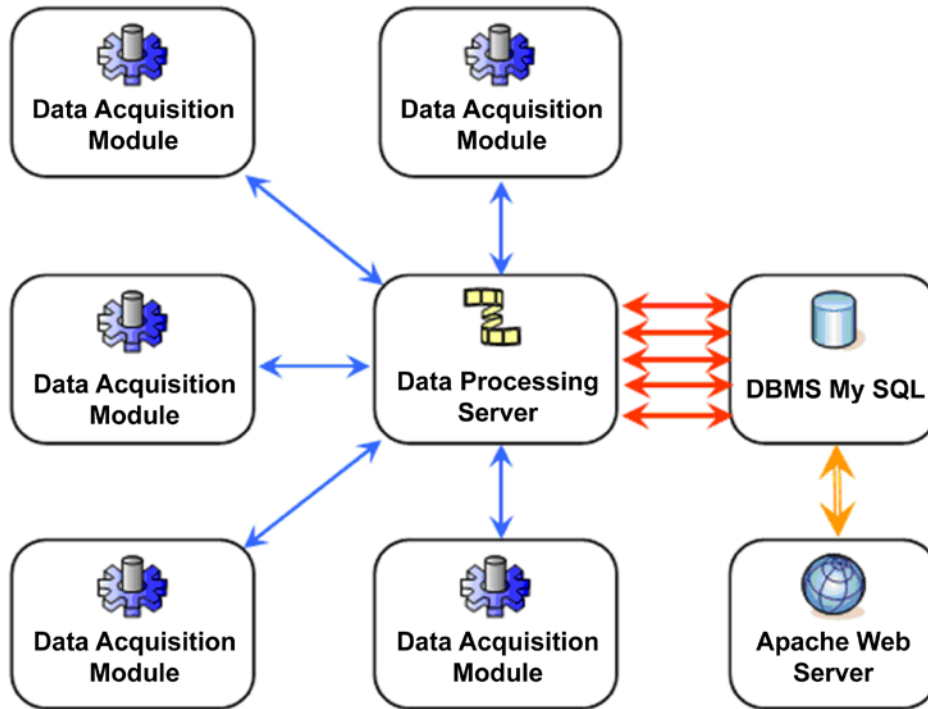 Data Acquisition
Module
Data Acquisition
Module
Data Acquisition
Module
Data Processing
Server
DBMS My SQL
Data Acquisition
Module
Data Acquisition
Module
Apache Web
Server